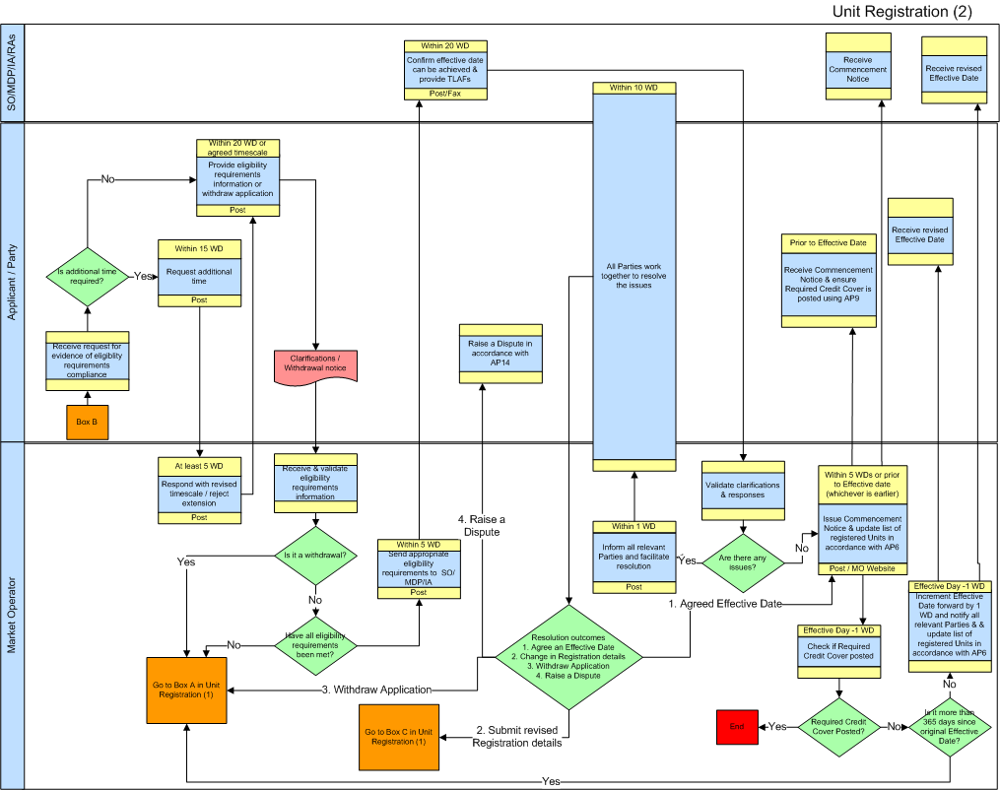 Unit Registration (2)
SO/MDP/IA/RAs
Within 20 WD
Confirm effective date
can be achieved &
provide TLAFs
Post/Fax
Within 10 WD
All Parties work
together to resolve
the issues
Receive
Commencement
Notice
Receive revised
Effective Date
Applicant / Party
Within 20 WD or
agreed timescale
Provide eligibility
requirements
information or
withdraw application
Post
No
Is additional time
required?
Yes
Within 15 WD
Request additional
time
Post
Receive request for
evidence of eligiblity
requirements
compliance
Box B
Clarifications /
Withdrawal notice
Raise a Dispute in
accordance with
AP14
Prior to Effective Date
Receive Commencement
Notice & ensure
Required Credit Cover is
posted using AP9
Receive revised
Effective Date
Market Operator
At least 5 WD
Respond with revised
timescale / reject
extension
Post
Receive & validate
eligibility
requirements
information
Is it a withdrawal?
Yes
No
Have all eligibility
requirements
been met?
No
Within 5 WD
Send appropriate
eligibility
requirements to  SO/
MDP/IA
Post
4. Raise a
Dispute
Within 1 WD
Inform all relevant
Parties and facilitate
resolution
Post
Validate clarifications
& responses
Are there any
issues?
Yes
No
Within 5 WDs or prior
to Effective date
(whichever is earlier)
Issue Commencement
Notice & update list of
registered Units in
accordance with AP6
Post / MO Website
1. Agreed Effective Date
Resolution outcomes
1. Agree an Effective Date
2. Change in Registration details
3. Withdraw Application
4. Raise a Dispute
3. Withdraw Application
2. Submit revised
Registration details
Go to Box A in Unit
Registration (1)
Go to Box C in Unit
Registration (1)
Effective Day -1 WD
Check if Required
Credit Cover posted
Effective Day -1 WD
Increment Effective
Date forward by 1
WD and notify all
relevant Parties & &
update list of
registered Units in
accordance with AP6
No
Required Credit
Cover Posted?
Yes
End
No
Is it more than
365 days since
original Effective
Date?
Yes